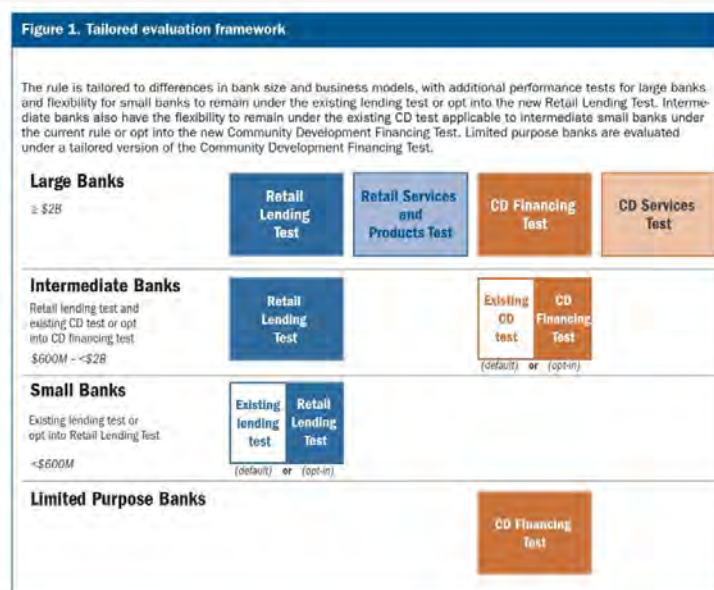 Figure 1. Tailored evaluation framework
The rule is tailored to differences in bank size and business models, with additional performance tests for large banks
and flexibility for small banks to remain under the existing lending test or opt into the new Retail Lending Test. Interme-
diate banks also have the flexibility to remain under the existing CD test applicable to intermediate small banks under
the current rule or opt into the new Community Development Financing Test. Limited purpose banks are evaluated
under a tailored version of the Community Development Financing Test.
Large Banks
≥ $2B
Retail
Lending
Test
Retail Services
and
Products Test
CD Financing
Test
CD Services
Test
Intermediate Banks
Retail lending test and
existing CD test or opt
into CD financing test
$600M - <$2B
Retail
Lending
Test
Existing
CD
test
CD
Financing
Test
(default) or (opt-in)
Small Banks
Existing lending test or
opt into Retail Lending Test
<$600M
Existing
lending
test
Retail
Lending
Test
(default) or (opt-in)
Limited Purpose Banks
CD Financing
Test